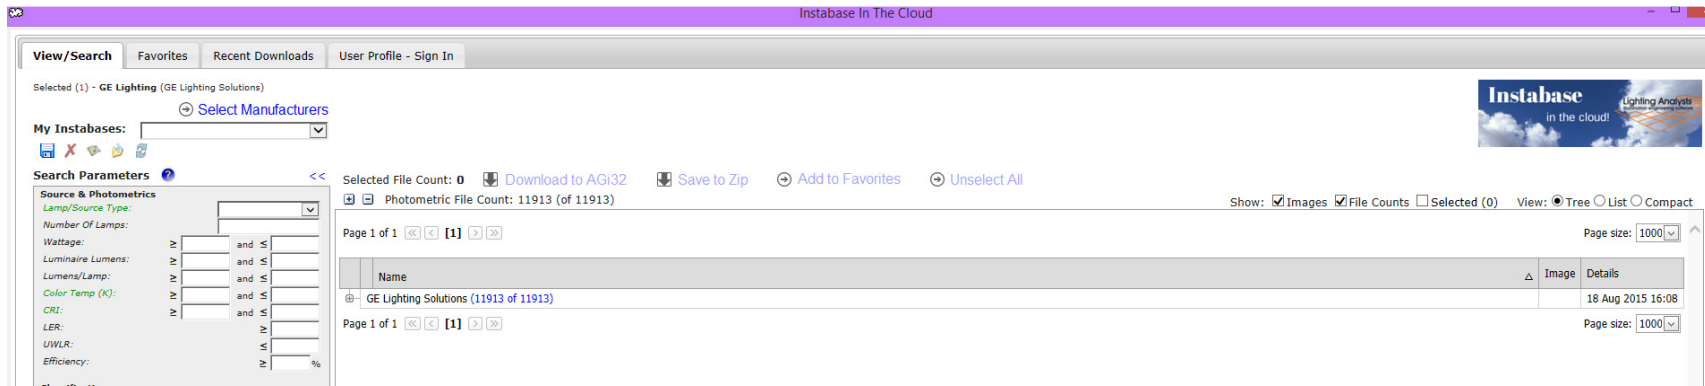 Instabase In The Cloud
View/Search Favorites Recent Downloads User Profile - Sign In
Selected (1) - GE Lighting (GE Lighting Solutions)
Select Manufacturers
My Instabases:
Instabase
in the cloud!
Lighting Analysts
Search Parameters ? <<
Source & Photometrics
Lamp/Source Type:
Number Of Lamps:
Wattage: ≥ and ≤
Luminaire Lumens: ≥ and ≤
Lumens/Lamp: ≥ and ≤
Color Temp (K): ≥ and ≤
CRI: ≥ and ≤
LER: ≥
UWLR: ≤
Efficiency: ≥ %
Selected File Count: 0 Download to AGi32 Save to Zip Add to Favorites Unselect All
Photometric File Count: 11913 (of 11913)
Show: Images File Counts Selected (0) View: Tree List Compact
Page 1 of 1 [1] Page size: 1000
Name Image Details
GE Lighting Solutions (11913 of 11913) 18 Aug 2015 16:08
Page 1 of 1 [1] Page size: 1000